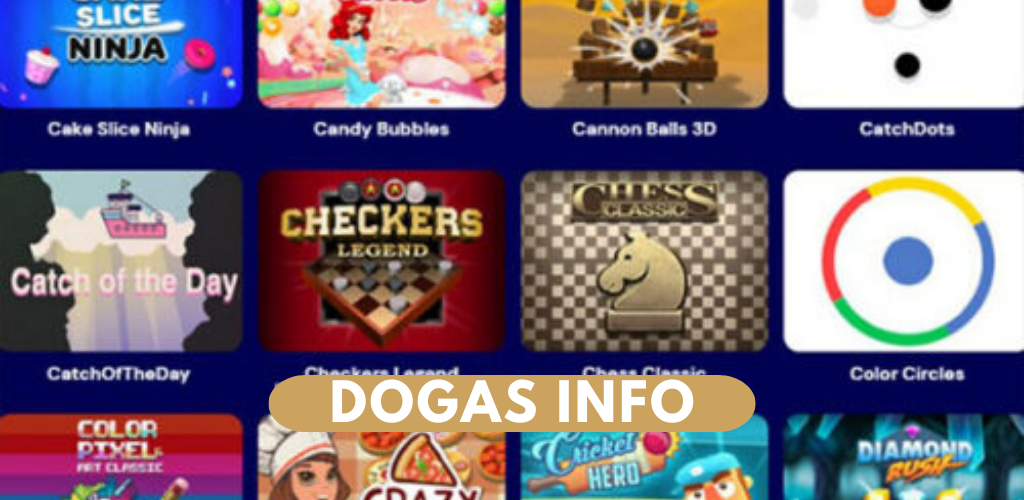 SLICE
NINJA
Cake Slice Ninja
Candy Bubbles
Cannon Balls 3D
CatchDots
Catch of the Day
CHECKERS
LEGEND
CHESS
CLASSIC
CatchOfTheDay
Checkers Legend
Chess Classic
Color Circles
DOGAS INFO
COLOR
PIXEL
ART CLASSIC
CRAZY
Cricket
HERO
DIAMOND
RUSH